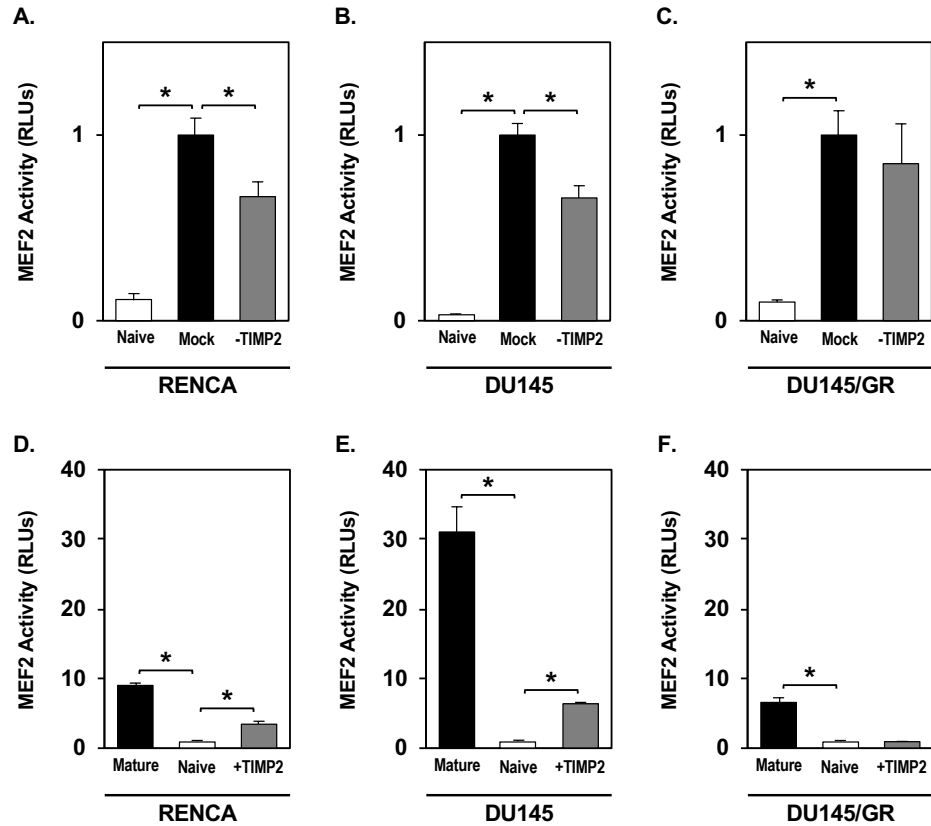 A.
B.
C.
MEF2 Activity (RLUs)
1
0
*
*
Naive
Mock
-TIMP2
RENCA
MEF2 Activity (RLUs)
1
0
*
*
Naive
Mock
-TIMP2
DU145
MEF2 Activity (RLUs)
1
0
*
Naive
Mock
-TIMP2
DU145/GR
D.
E.
F.
MEF2 Activity (RLUs)
40
30
20
10
0
*
*
Mature
Naive
+TIMP2
RENCA
MEF2 Activity (RLUs)
40
30
20
10
0
*
*
Mature
Naive
+TIMP2
DU145
MEF2 Activity (RLUs)
40
30
20
10
0
*
Mature
Naive
+TIMP2
DU145/GR